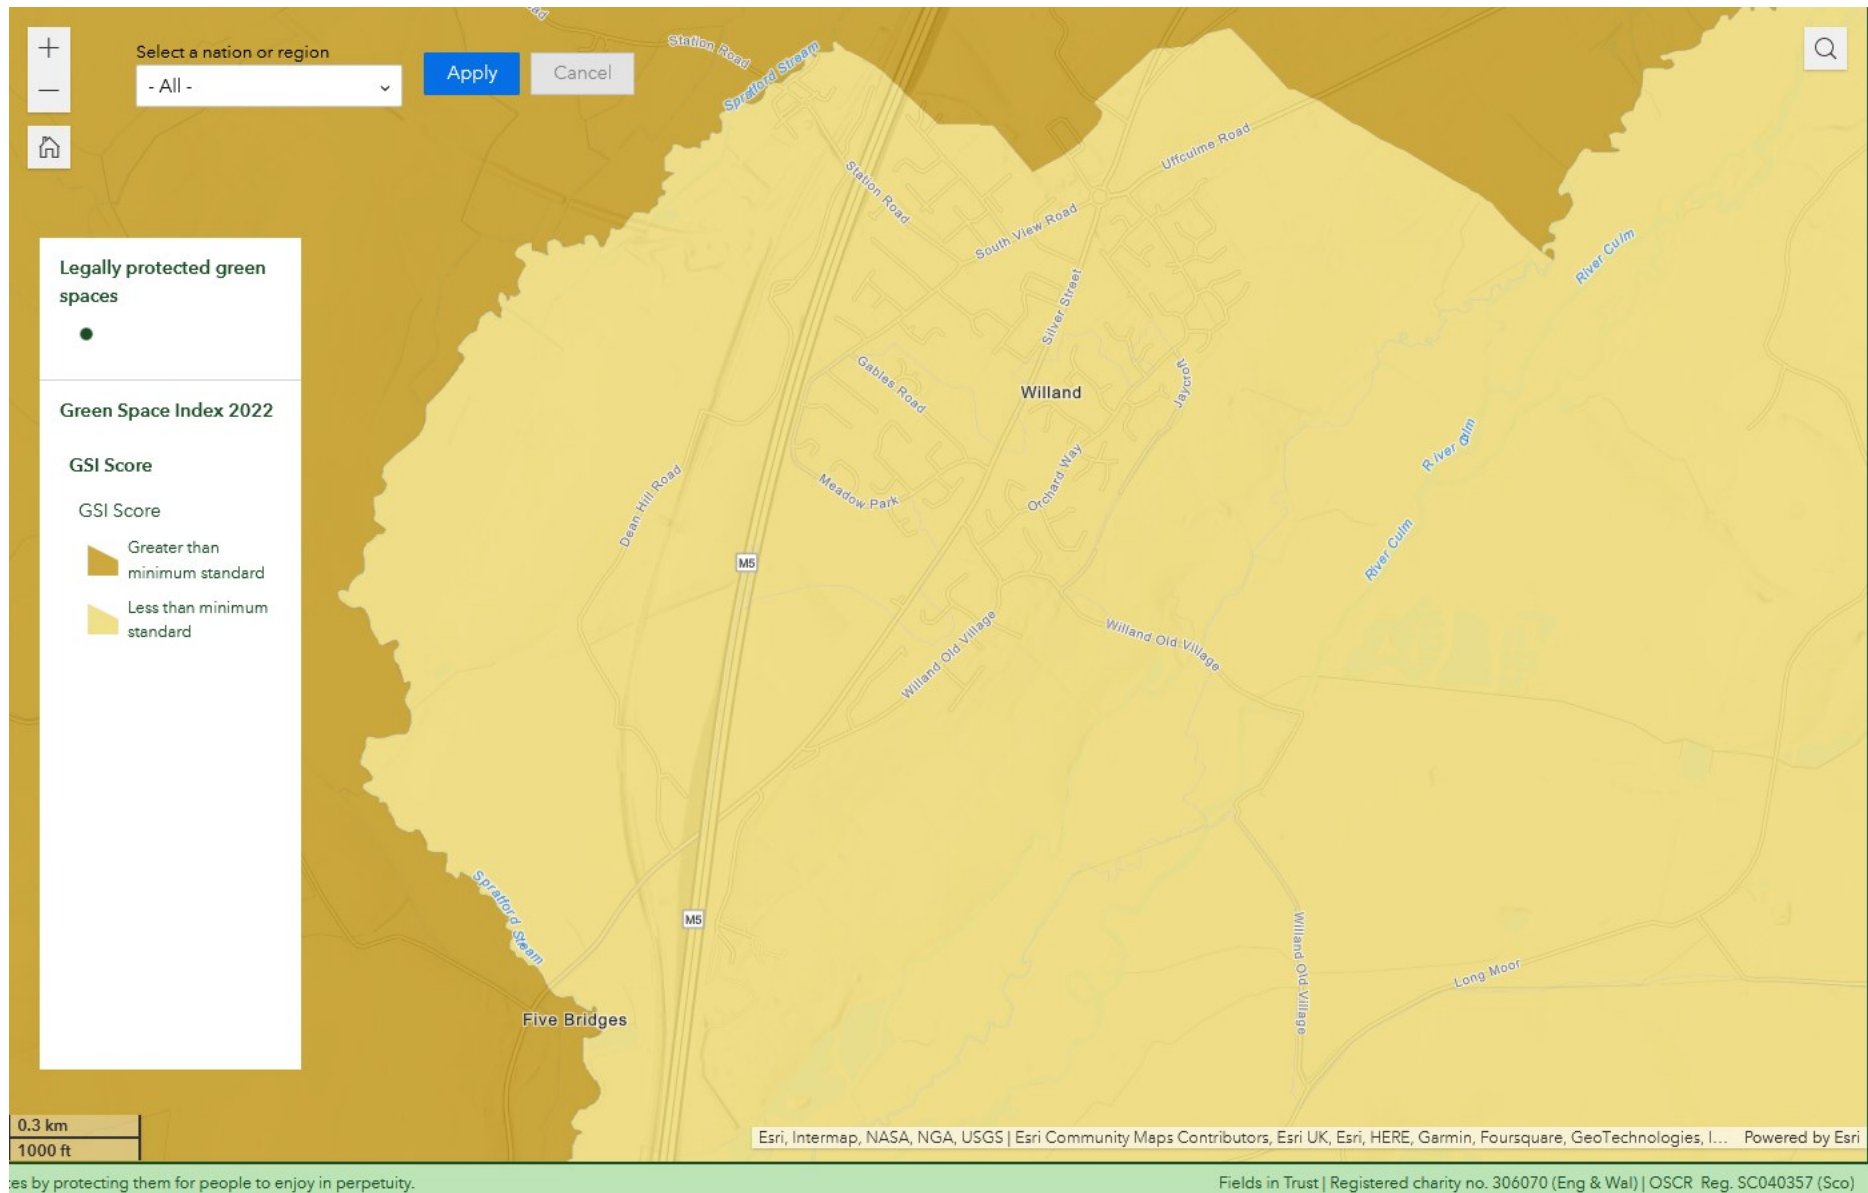 Select a nation or region
- All -
Apply
Cancel
Station Road
Spratford Stream
Station Road
Uffculme Road
South View Road
River Culm
Silver Street
Legally protected green
spaces
Green Space Index 2022
GSI Score
GSI Score
Greater than
minimum standard
Less than minimum
standard
Gables Road
Willand
Jaycroft
River Culm
Orchard Way
Meadow Park
Dean Hill Road
River Culm
M5
Willand Old Village
Willand Old Village
Spratford Steam
M5
Willand Old Village
Long Moor
Five Bridges
0.3 km
1000 ft
Esri, Intermap, NASA, NGA, USGS | Esri Community Maps Contributors, Esri UK, Esri, HERE, Garmin, Foursquare, GeoTechnologies, I... Powered by Esri
es by protecting them for people to enjoy in perpetuity.
Fields in Trust | Registered charity no. 306070 (Eng & Wal) | OSCR Reg. SC040357 (Sco)